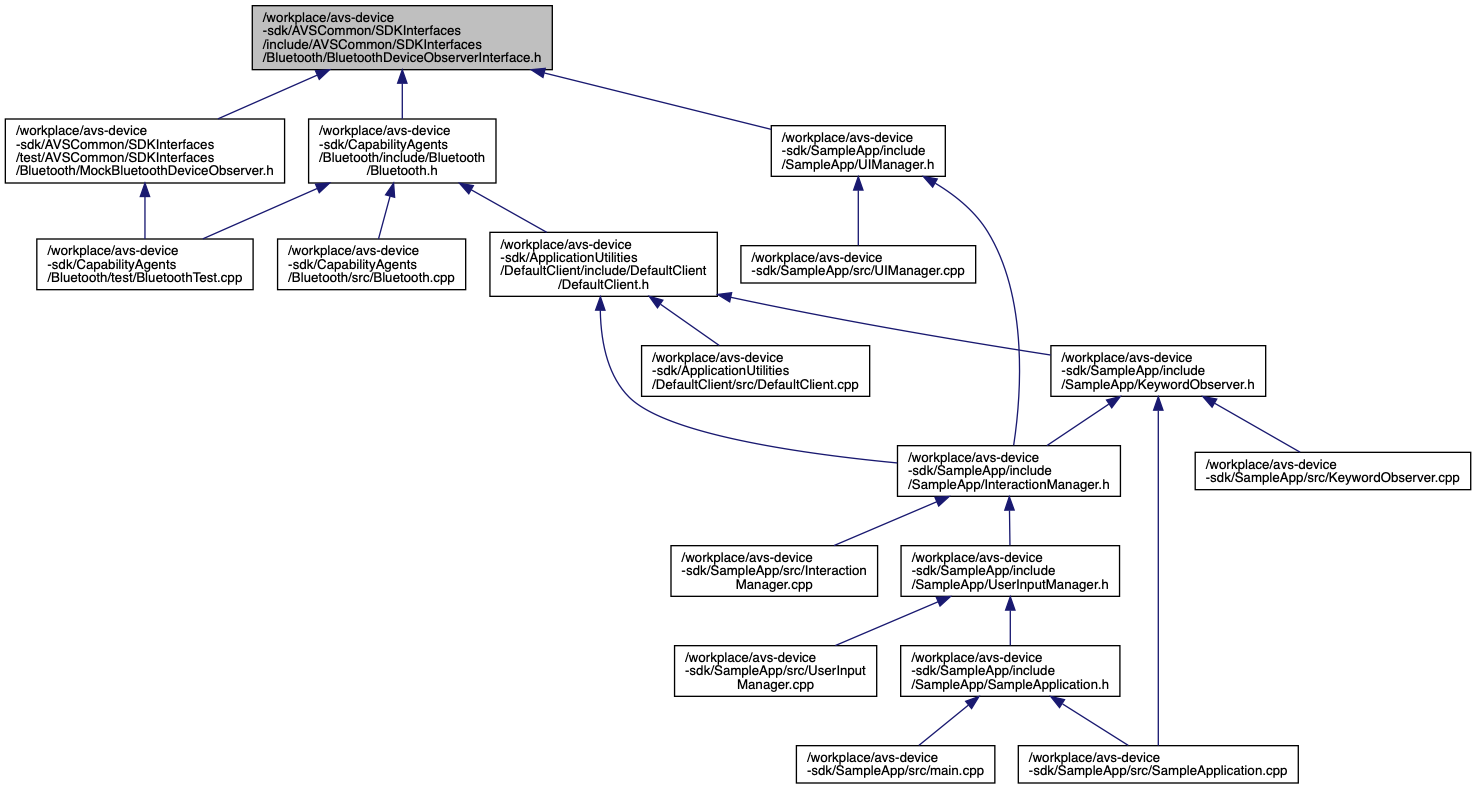 /workplace/avs-device
-sdk/AVSCommon/SDKInterfaces
/include/AVSCommon/SDKInterfaces
/Bluetooth/BluetoothDeviceObserverInterface.h
/workplace/avs-device
-sdk/AVSCommon/SDKInterfaces
/test/AVSCommon/SDKInterfaces
/Bluetooth/MockBluetoothDeviceObserver.h
/workplace/avs-device
-sdk/CapabilityAgents
/Bluetooth/include/Bluetooth
/Bluetooth.h
/workplace/avs-device
-sdk/SampleApp/include
/SampleApp/UIManager.h
/workplace/avs-device
-sdk/CapabilityAgents
/Bluetooth/test/BluetoothTest.cpp
/workplace/avs-device
-sdk/CapabilityAgents
/Bluetooth/src/Bluetooth.cpp
/workplace/avs-device
-sdk/ApplicationUtilities
/DefaultClient/include/DefaultClient
/DefaultClient.h
/workplace/avs-device
-sdk/SampleApp/src/UIManager.cpp
/workplace/avs-device
-sdk/ApplicationUtilities
/DefaultClient/src/DefaultClient.cpp
/workplace/avs-device
-sdk/SampleApp/include
/SampleApp/KeywordObserver.h
/workplace/avs-device
-sdk/SampleApp/include
/SampleApp/InteractionManager.h
/workplace/avs-device
-sdk/SampleApp/src/KeywordObserver.cpp
/workplace/avs-device
-sdk/SampleApp/src/Interaction
Manager.cpp
/workplace/avs-device
-sdk/SampleApp/include
/SampleApp/UserInputManager.h
/workplace/avs-device
-sdk/SampleApp/src/UserInput
Manager.cpp
/workplace/avs-device
-sdk/SampleApp/include
/SampleApp/SampleApplication.h
/workplace/avs-device
-sdk/SampleApp/src/main.cpp
/workplace/avs-device
-sdk/SampleApp/src/SampleApplication.cpp